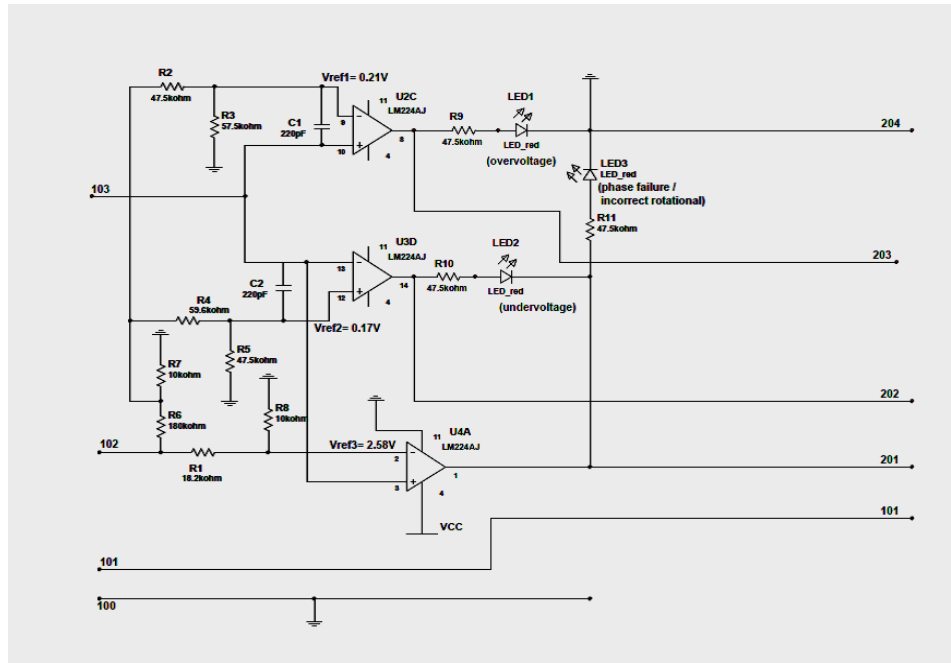 R2
47.5kohm
Vref1= 0.21V
R3
57.5kohm
C1
220pF
11
U2C
LM224AJ
9
10
8
4
R9
47.5kohm
LED1
LED_red
(overvoltage)
204
LED3
LED_red
(phase failure /
incorrect rotational)
R11
47.5kohm
103
203
11
U3D
LM224AJ
13
12
14
4
C2
220pF
R10
47.5kohm
LED2
LED_red
(undervoltage)
R4
59.6kohm
Vref2= 0.17V
R5
47.5kohm
R7
10kohm
R6
180kohm
R8
10kohm
202
102
R1
18.2kohm
Vref3= 2.58V
11
U4A
LM224AJ
2
3
1
4
VCC
201
101
101
100